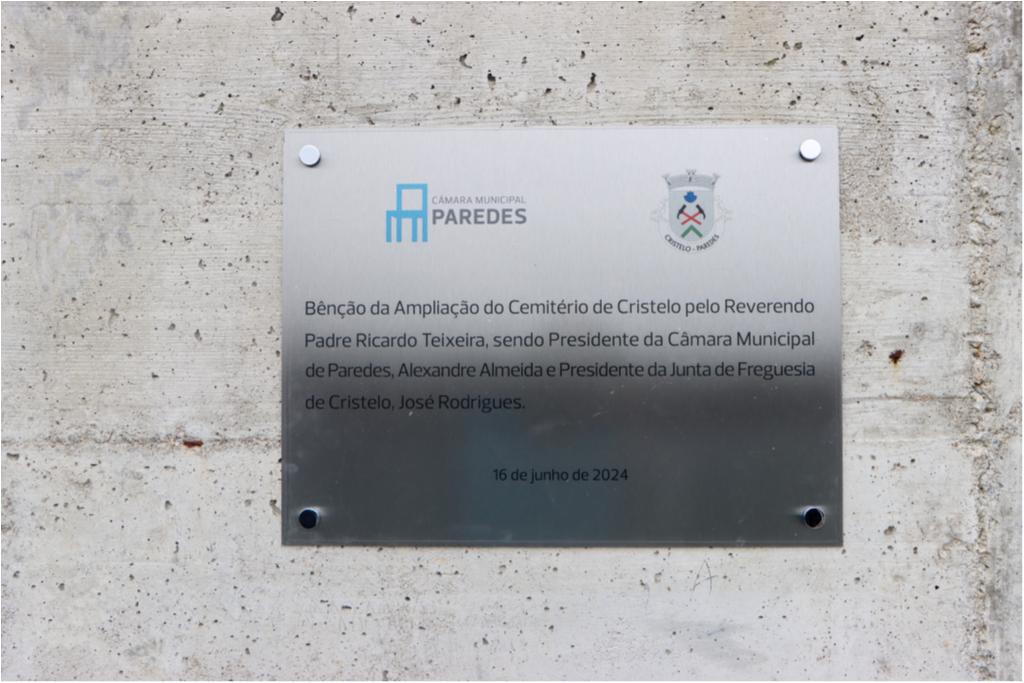 CÂMARA MUNICIPAL
PAREDES
CRISTELO - PAREDES
Bênção da Ampliação do Cemitério de Cristelo pelo Reverendo
Padre Ricardo Teixeira, sendo Presidente da Câmara Municipal
de Paredes, Alexandre Almeida e Presidente da Junta de Freguesia
de Cristelo, José Rodrigues.
16 de junho de 2024